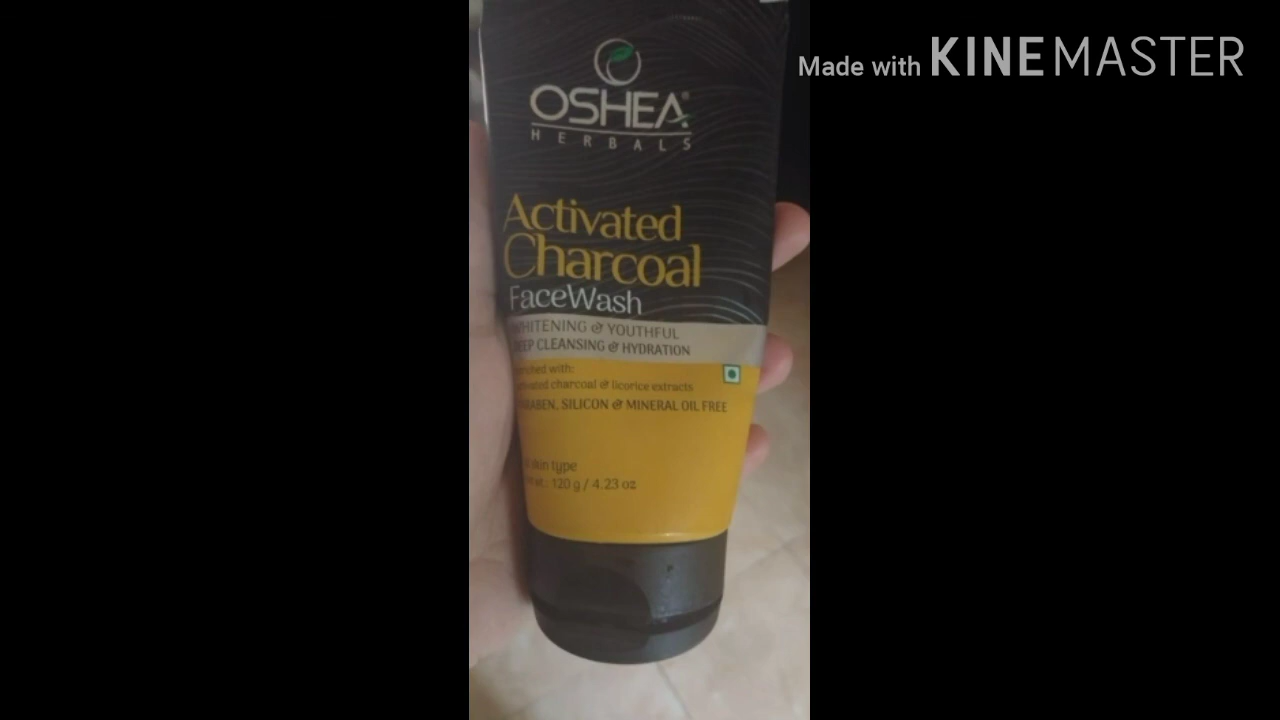 Made with KINEMASTER
OSHEA®
HERBALS
Activated
Charcoal
FaceWash
WHITENING & YOUTHFUL
DEEP CLEANSING & HYDRATION
with:
charcoal & licorice extracts
SILICON & MINERAL OIL FREE
skin type
120 g / 4.23 oz